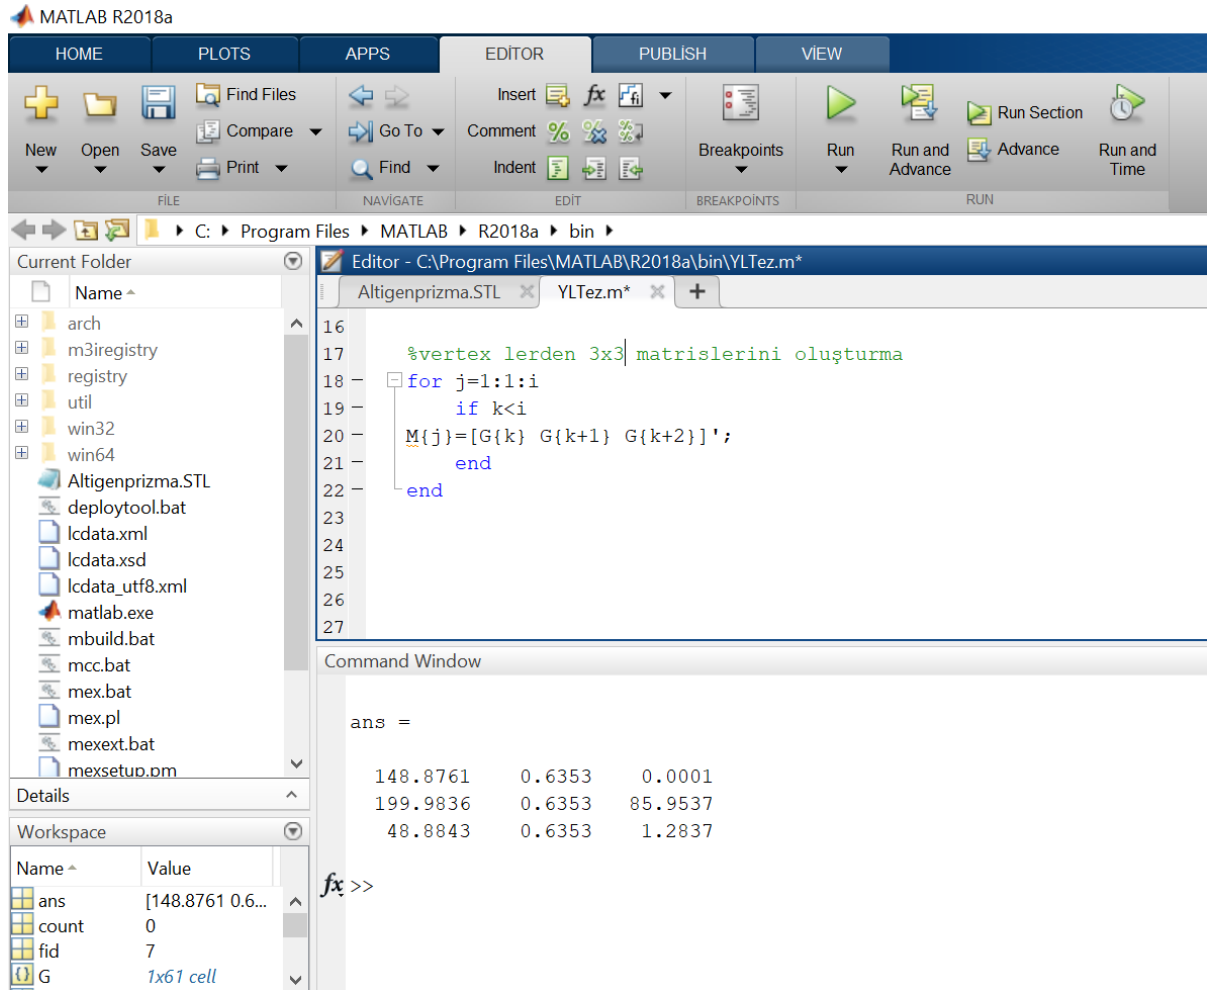 MATLAB R2018a
HOME PLOTS APPS EDİTOR PUBLİSH VİEW
New Open Save Find Files Compare Print
Go To Find
Insert Comment Indent
Breakpoints
Run Run and Advance Run Section Advance Run and Time
FİLE NAVİGATE EDİT BREAKPOİNTS RUN
C: Program Files MATLAB R2018a bin
Current Folder
Name
arch
m3iregistry
registry
util
win32
win64
Altigenprizma.STL
deploytool.bat
lcdata.xml
lcdata.xsd
lcdata_utf8.xml
matlab.exe
mbuild.bat
mcc.bat
mex.bat
mex.pl
mexext.bat
mexsetup.pm
Details
Workspace
Name Value
ans [148.8761 0.6...
count 0
fid 7
G 1x61 cell
Editor - C:\Program Files\MATLAB\R2018a\bin\YLTez.m*
Altigenprizma.STL YLTez.m* +
16
17 %vertex lerden 3x3 matrislerini oluşturma
18 – for j=1:1:i
19 – if k<i
20 – M{j}=[G{k} G{k+1} G{k+2}]';
21 – end
22 – end
23
24
25
26
27
Command Window
ans =
148.8761 0.6353 0.0001
199.9836 0.6353 85.9537
48.8843 0.6353 1.2837
fx >>